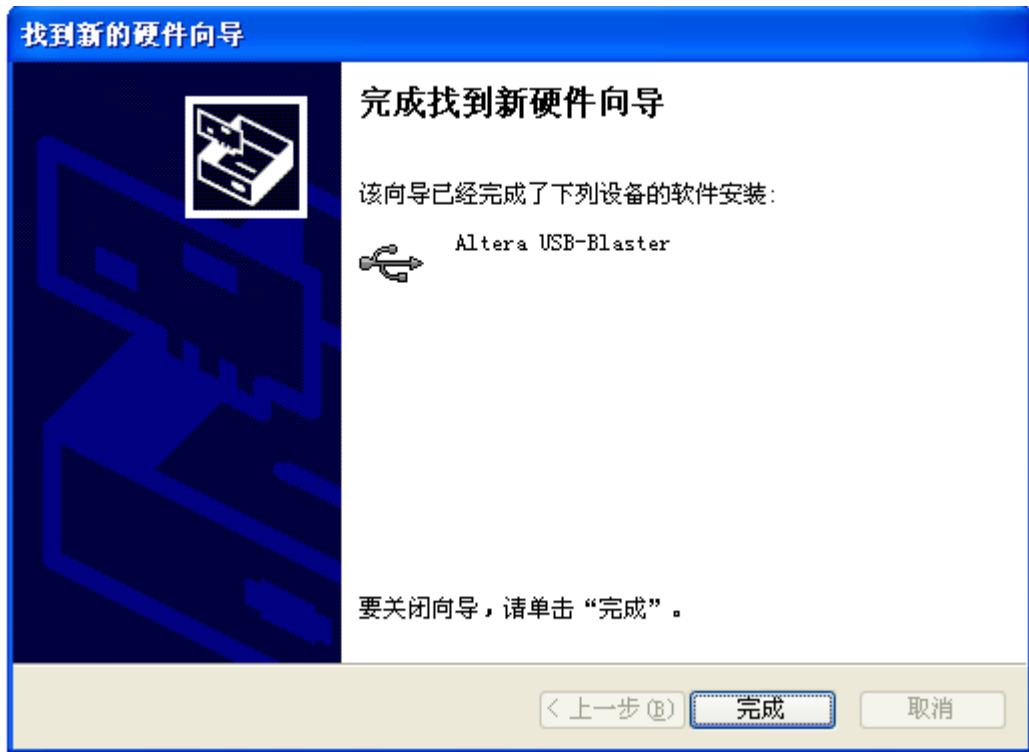 找到新的硬件向导
完成找到新硬件向导
该向导已经完成了下列设备的软件安装:
Altera USB-Blaster
要关闭向导，请单击“完成”。
< 上一步(B)
完成
取消